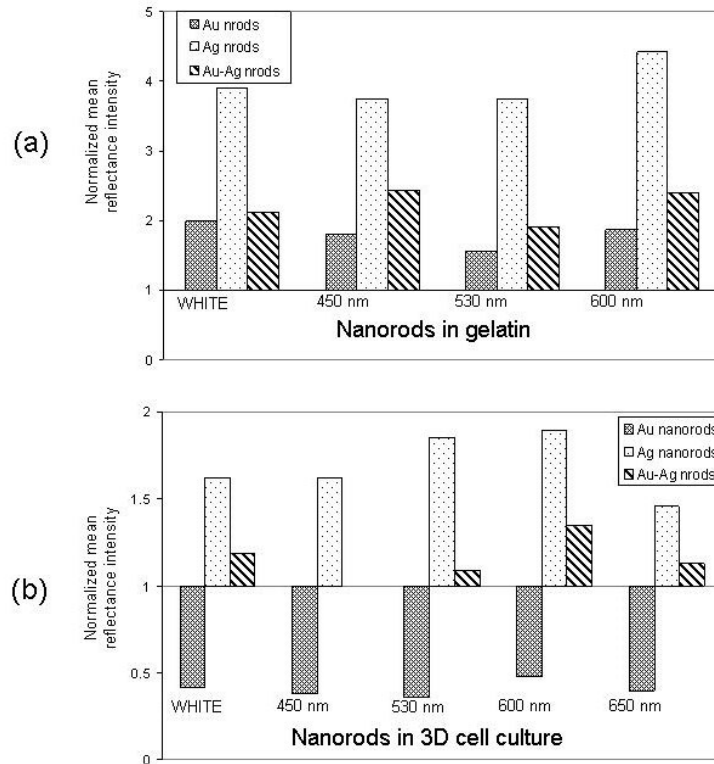 (a)
Normalized mean
reflectance intensity
5
4
3
2
1
0
Au nrods
Ag nrods
Au-Ag nrods
WHITE 450 nm 530 nm 600 nm
Nanorods in gelatin
(b)
Normalized mean
reflectance intensity
2
1.5
1
0.5
0
Au nanorods
Ag nanorods
Au-Ag nrods
WHITE 450 nm 530 nm 600 nm 650 nm
Nanorods in 3D cell culture